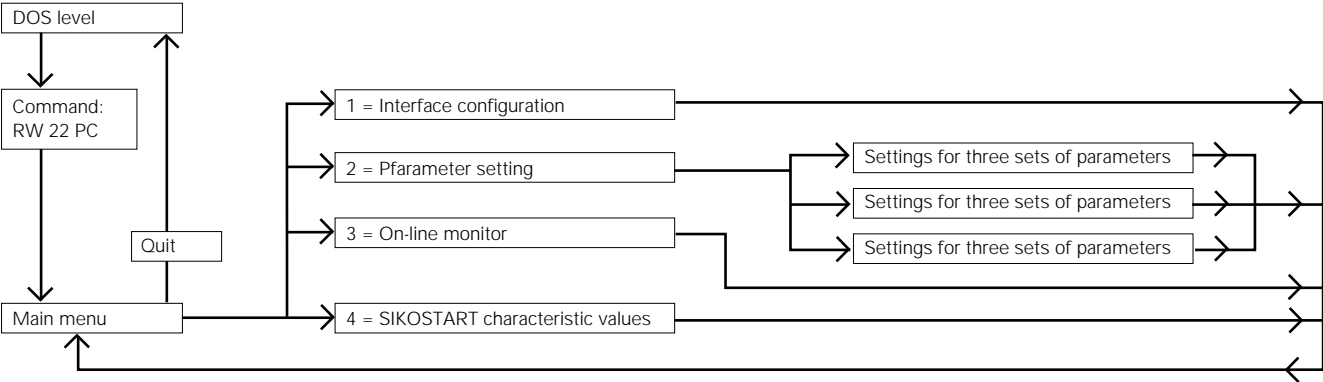 DOS level
Command:
RW 22 PC
1 = Interface configuration
2 = Pfarameter setting
Settings for three sets of parameters
Settings for three sets of parameters
Settings for three sets of parameters
3 = On-line monitor
Quit
Main menu
4 = SIKOSTART characteristic values